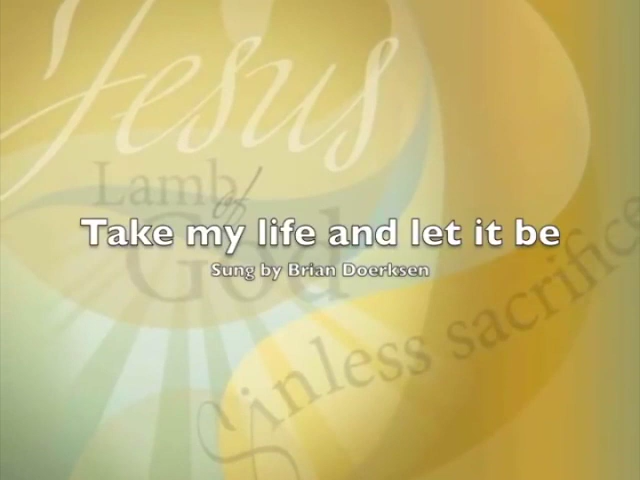 Jesus
Lamb
of
God
Take my life and let it be
Sung by Brian Doerksen
Sinless sacrifice